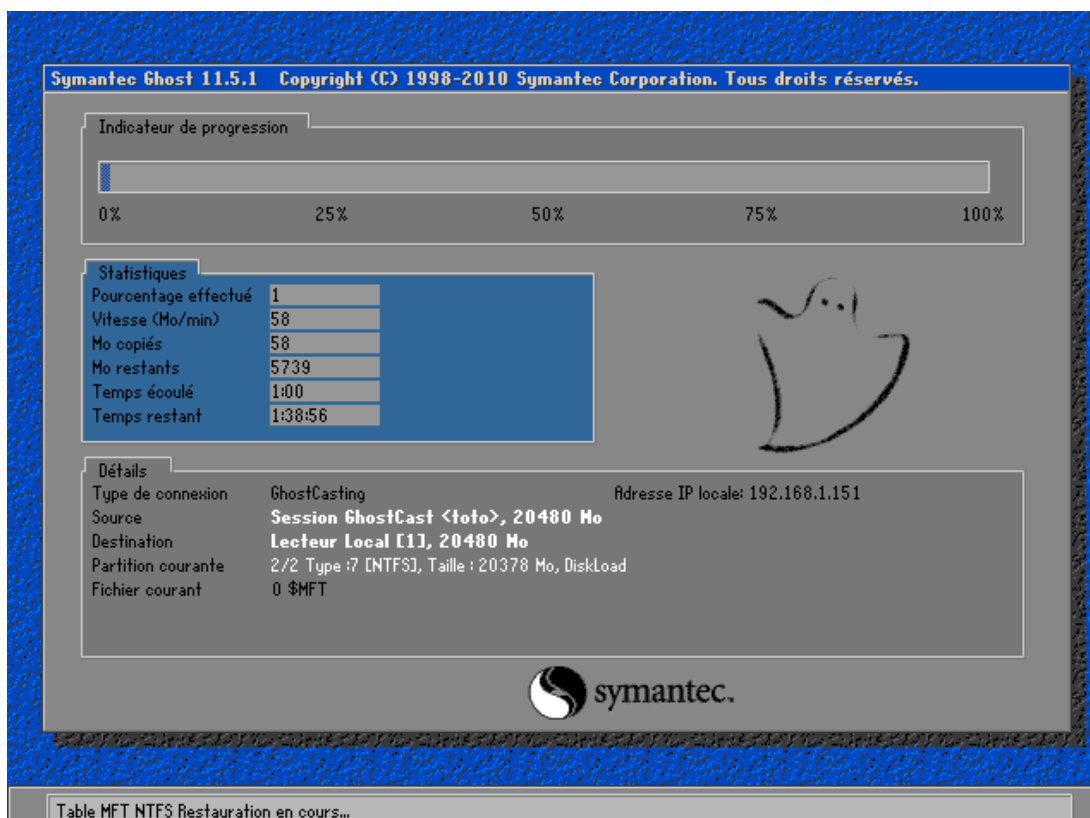 Symantec Ghost 11.5.1 Copyright (C) 1998-2010 Symantec Corporation. Tous droits réservés.
Indicateur de progression
0% 25% 50% 75% 100%
Statistiques
Pourcentage effectué 1
Vitesse (Mo/min) 58
Mo copiés 58
Mo restants 5739
Temps écoulé 1:00
Temps restant 1:38:56
Détails
Type de connexion GhostCasting Adresse IP locale: 192.168.1.151
Source Session GhostCast <toto>, 20480 Mo
Destination Lecteur Local [1], 20480 Mo
Partition courante 2/2 Type :7 [NTFS], Taille : 20378 Mo, DiskLoad
Fichier courant 0 $MFT
symantec.
Table MFT NTFS Restauration en cours...